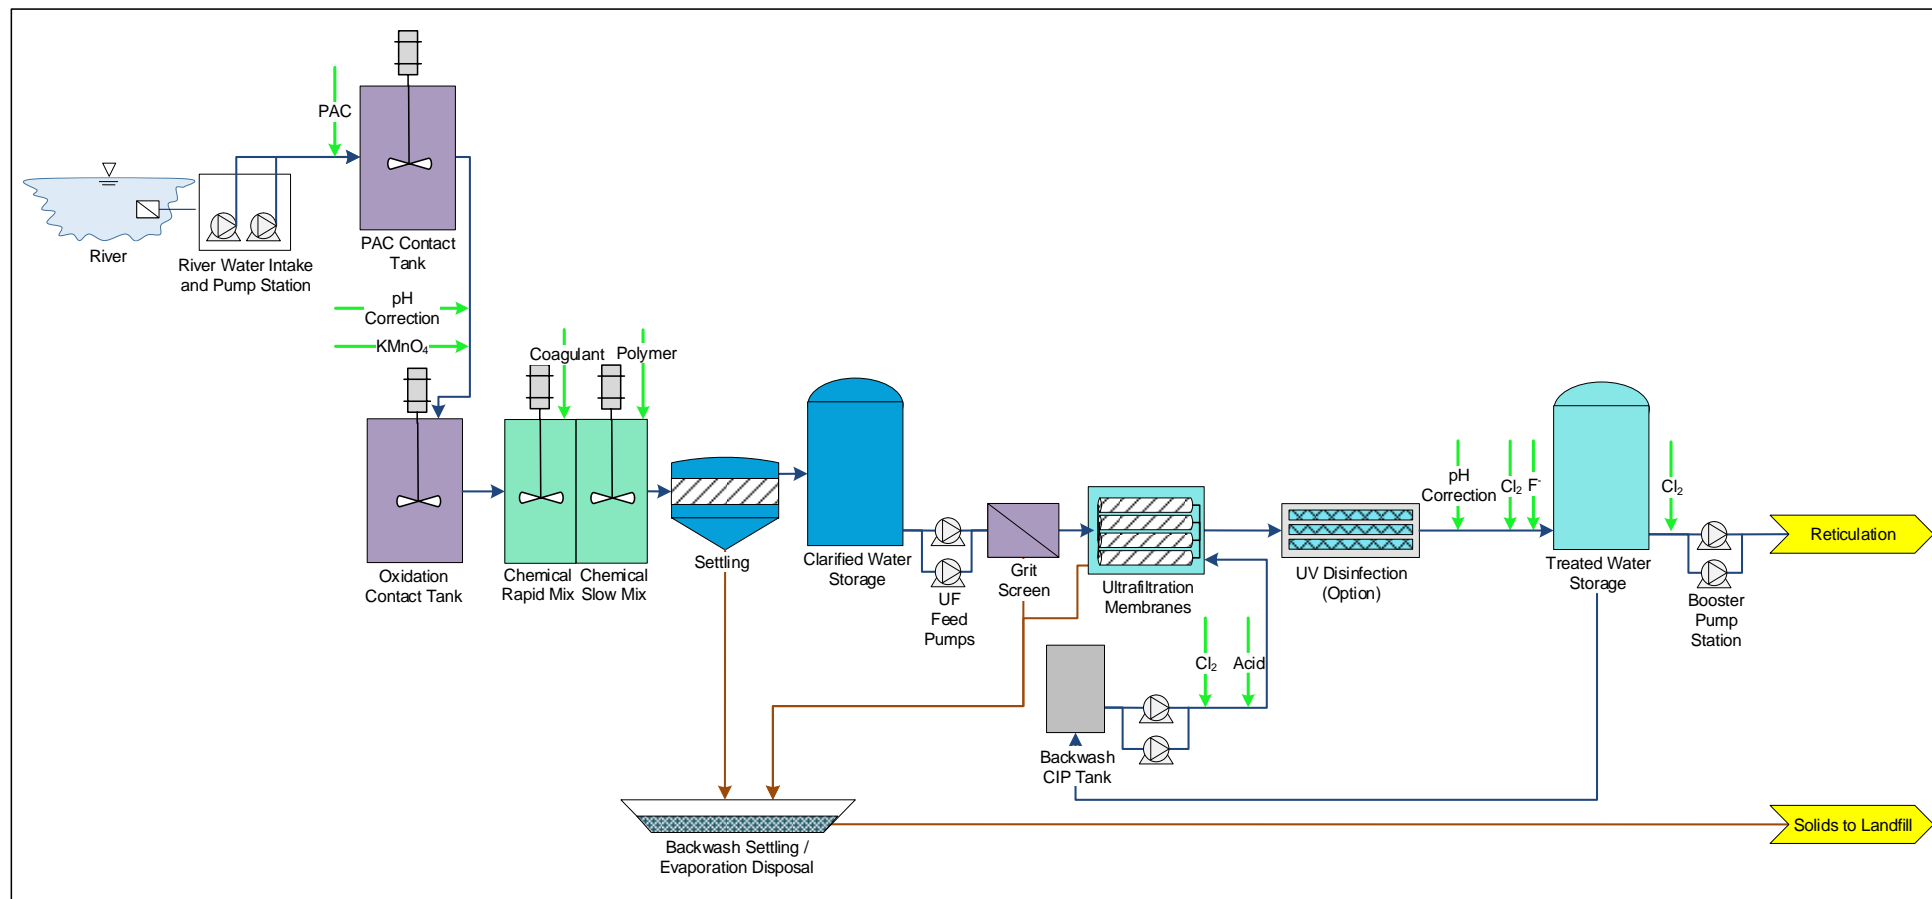 PAC
River
River Water Intake
and Pump Station
PAC Contact
Tank
pH
Correction
KMnO₄
Coagulant
Polymer
Oxidation
Contact Tank
Chemical
Rapid Mix
Chemical
Slow Mix
Settling
Clarified Water
Storage
UF
Feed
Pumps
Grit
Screen
Ultrafiltration
Membranes
UV Disinfection
(Option)
pH
Correction
Cl₂
F⁻
Treated Water
Storage
Cl₂
Booster
Pump
Station
Reticulation
Cl₂
Acid
Backwash
CIP Tank
Backwash Settling /
Evaporation Disposal
Solids to Landfill